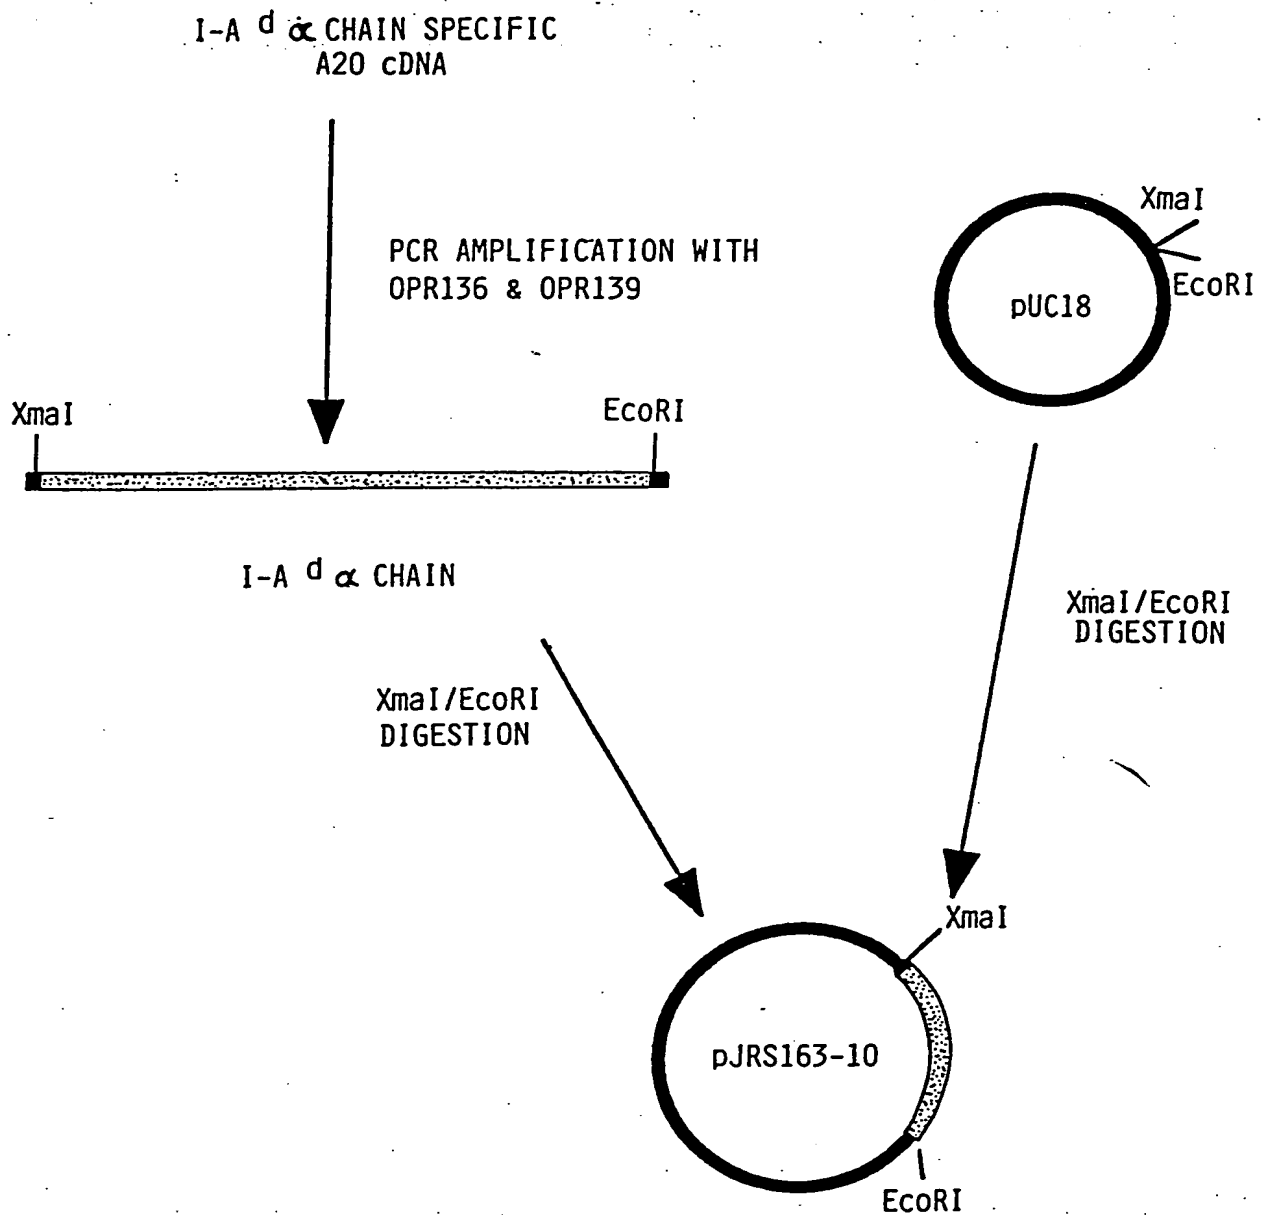 I-A d α CHAIN SPECIFIC
A20 cDNA
PCR AMPLIFICATION WITH
OPR136 & OPR139
XmaI
EcoRI
pUC18
XmaI
EcoRI
I-A d α CHAIN
XmaI/EcoRI
DIGESTION
XmaI/EcoRI
DIGESTION
XmaI
pJRS163-10
EcoRI